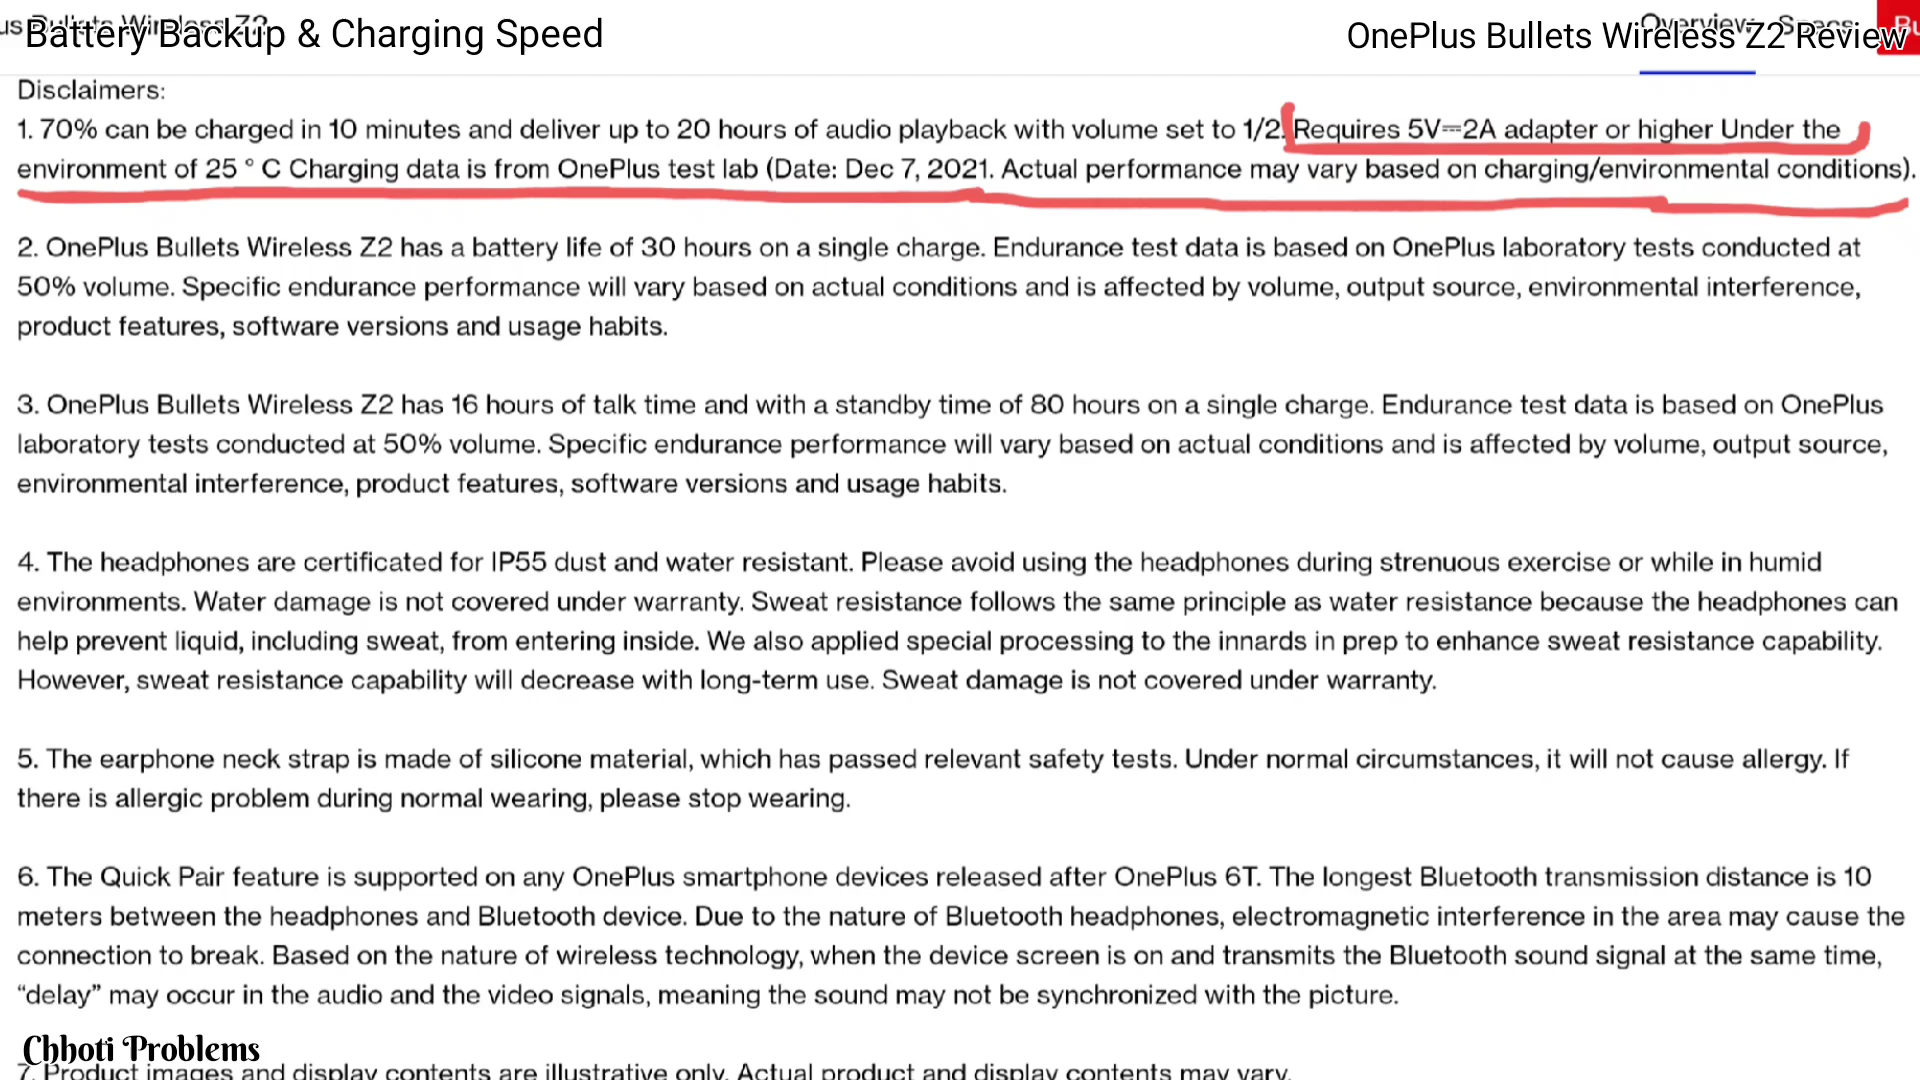 Battery Backup & Charging Speed
OnePlus Bullets Wireless Z2 Review
Disclaimers:
1. 70% can be charged in 10 minutes and deliver up to 20 hours of audio playback with volume set to 1/2. Requires 5V=2A adapter or higher Under the
environment of 25 ° C Charging data is from OnePlus test lab (Date: Dec 7, 2021. Actual performance may vary based on charging/environmental conditions).
2. OnePlus Bullets Wireless Z2 has a battery life of 30 hours on a single charge. Endurance test data is based on OnePlus laboratory tests conducted at
50% volume. Specific endurance performance will vary based on actual conditions and is affected by volume, output source, environmental interference,
product features, software versions and usage habits.
3. OnePlus Bullets Wireless Z2 has 16 hours of talk time and with a standby time of 80 hours on a single charge. Endurance test data is based on OnePlus
laboratory tests conducted at 50% volume. Specific endurance performance will vary based on actual conditions and is affected by volume, output source,
environmental interference, product features, software versions and usage habits.
4. The headphones are certificated for IP55 dust and water resistant. Please avoid using the headphones during strenuous exercise or while in humid
environments. Water damage is not covered under warranty. Sweat resistance follows the same principle as water resistance because the headphones can
help prevent liquid, including sweat, from entering inside. We also applied special processing to the innards in prep to enhance sweat resistance capability.
However, sweat resistance capability will decrease with long-term use. Sweat damage is not covered under warranty.
5. The earphone neck strap is made of silicone material, which has passed relevant safety tests. Under normal circumstances, it will not cause allergy. If
there is allergic problem during normal wearing, please stop wearing.
6. The Quick Pair feature is supported on any OnePlus smartphone devices released after OnePlus 6T. The longest Bluetooth transmission distance is 10
meters between the headphones and Bluetooth device. Due to the nature of Bluetooth headphones, electromagnetic interference in the area may cause the
connection to break. Based on the nature of wireless technology, when the device screen is on and transmits the Bluetooth sound signal at the same time,
“delay” may occur in the audio and the video signals, meaning the sound may not be synchronized with the picture.
Chhoti Problems
7. Product images and display contents are illustrative only. Actual product and display contents may vary.